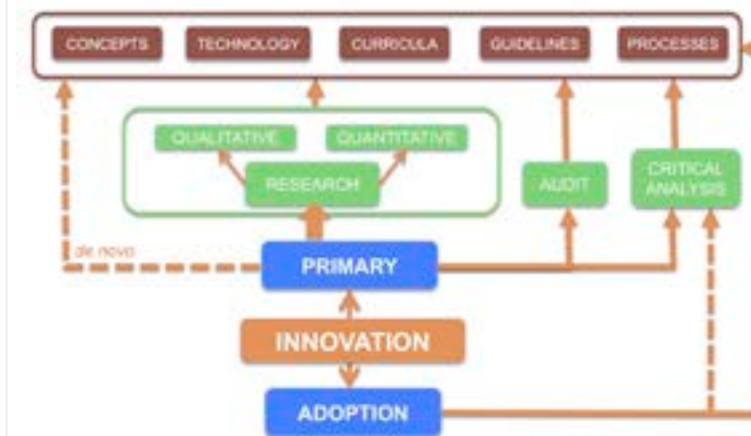 CONCEPTS TECHNOLOGY CURRICULA GUIDELINES PROCESSES
QUALITATIVE QUANTITATIVE
RESEARCH
AUDIT
CRITICAL
ANALYSIS
de novo
PRIMARY
INNOVATION
ADOPTION